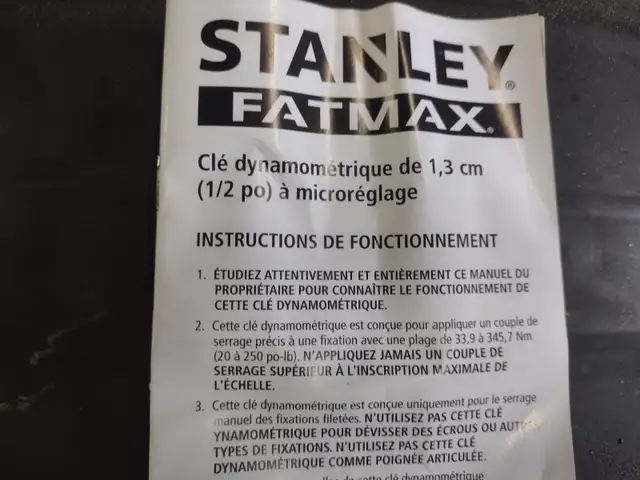 STANLEY®
FATMAX®
Clé dynamométrique de 1,3 cm
(1/2 po) à microréglage
INSTRUCTIONS DE FONCTIONNEMENT
1. ÉTUDIEZ ATTENTIVEMENT ET ENTIÈREMENT CE MANUEL DU
PROPRIÉTAIRE POUR CONNAÎTRE LE FONCTIONNEMENT DE
CETTE CLÉ DYNAMOMÉTRIQUE.
2. Cette clé dynamométrique est conçue pour appliquer un couple de
serrage précis à une fixation avec une plage de 33,9 à 345,7 Nm
(20 à 250 po-lb). N'APPLIQUEZ JAMAIS UN COUPLE DE
SERRAGE SUPÉRIEUR À L'INSCRIPTION MAXIMALE DE
L'ÉCHELLE.
3. Cette clé dynamométrique est conçue uniquement pour le serrage
manuel des fixations filetées. N'UTILISEZ PAS CETTE CLÉ
YNAMOMÉTRIQUE POUR DÉVISSER DES ÉCROUS OU AUTRES
TYPES DE FIXATIONS. N'UTILISEZ PAS CETTE CLÉ
DYNAMOMÉTRIQUE COMME POIGNÉE ARTICULÉE.
de cette clé dynamométrique